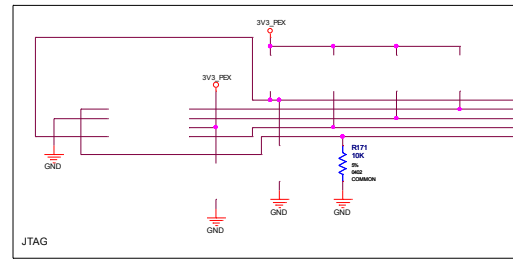 3V3_PEX
3V3_PEX
R171
10K
5%
0402
COMMON
GND
GND
GND
GND
JTAG